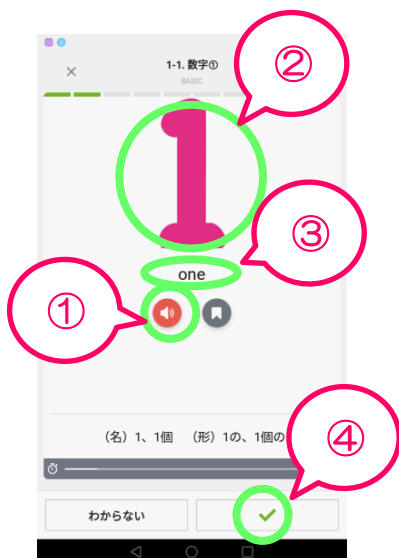 1-1. 数字①
BASIC
②
1
③
one
①
(名) 1、1個 (形) 1の、1個の
④
わからない